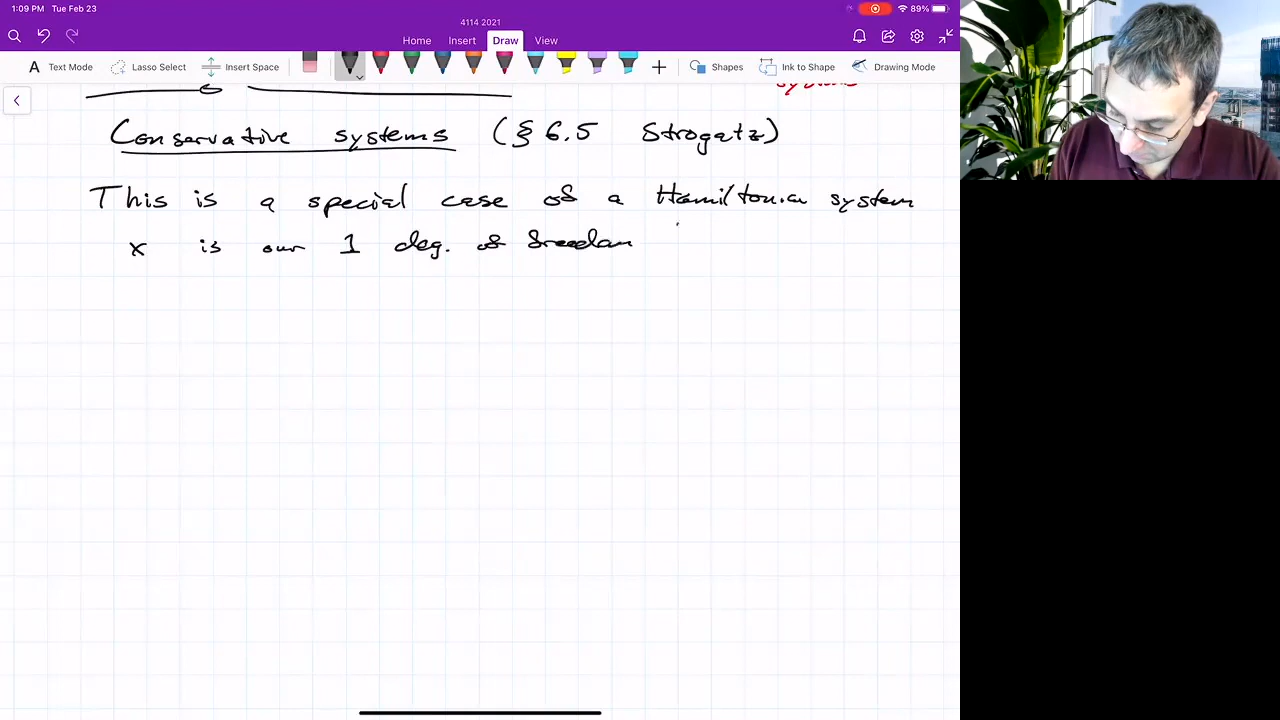 1:09 PM Tue Feb 23
89%
4114 2021
Home Insert Draw View
Text Mode Lasso Select Insert Space Shapes Ink to Shape Drawing Mode
systems
Conservative systems (§ 6.5 Strogatz)
This is a special case of a Hamiltonian system
x is our 1 deg. of freedom